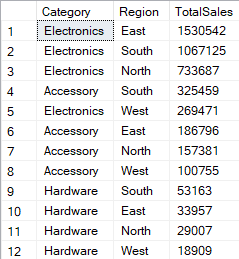 Category Region TotalSales
1 Electronics East 1530542
2 Electronics South 1067125
3 Electronics North 733687
4 Accessory South 325459
5 Electronics West 269471
6 Accessory East 186796
7 Accessory North 157381
8 Accessory West 100755
9 Hardware South 53163
10 Hardware East 33957
11 Hardware North 29007
12 Hardware West 18909